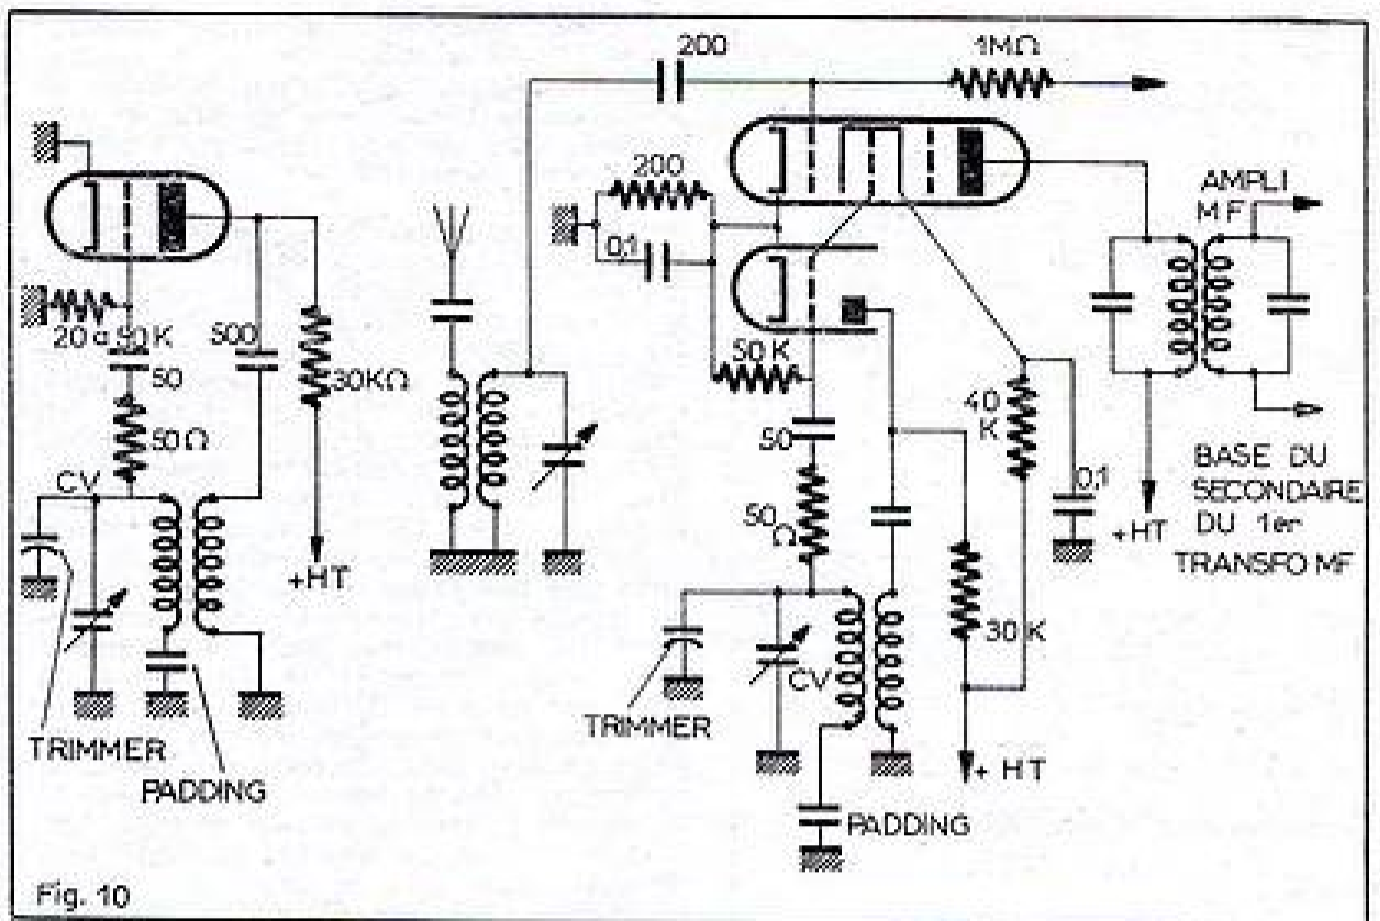 200
1MΩ
200
0,1
AMPLI
MF
20 à 50 K
500
50
30KΩ
50 K
40
K
50Ω
50
CV
50
Ω
0,1
BASE DU
SECONDAIRE
DU 1er
TRANSFO MF
+HT
+HT
30 K
CV
TRIMMER
TRIMMER
+ HT
PADDING
PADDING
Fig. 10